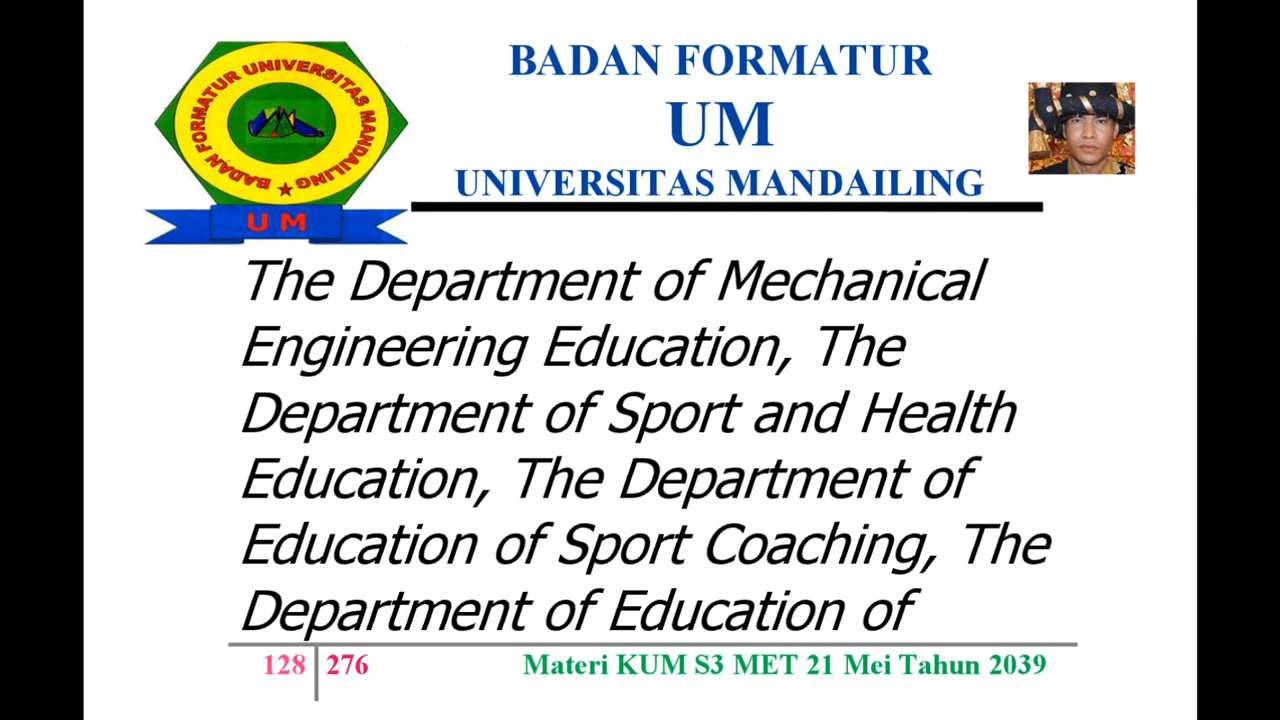 BADAN FORMATUR UNIVERSITAS MANDAILING
U M
BADAN FORMATUR
UM
UNIVERSITAS MANDAILING
The Department of Mechanical
Engineering Education, The
Department of Sport and Health
Education, The Department of
Education of Sport Coaching, The
Department of Education of
128 276 Materi KUM S3 MET 21 Mei Tahun 2039